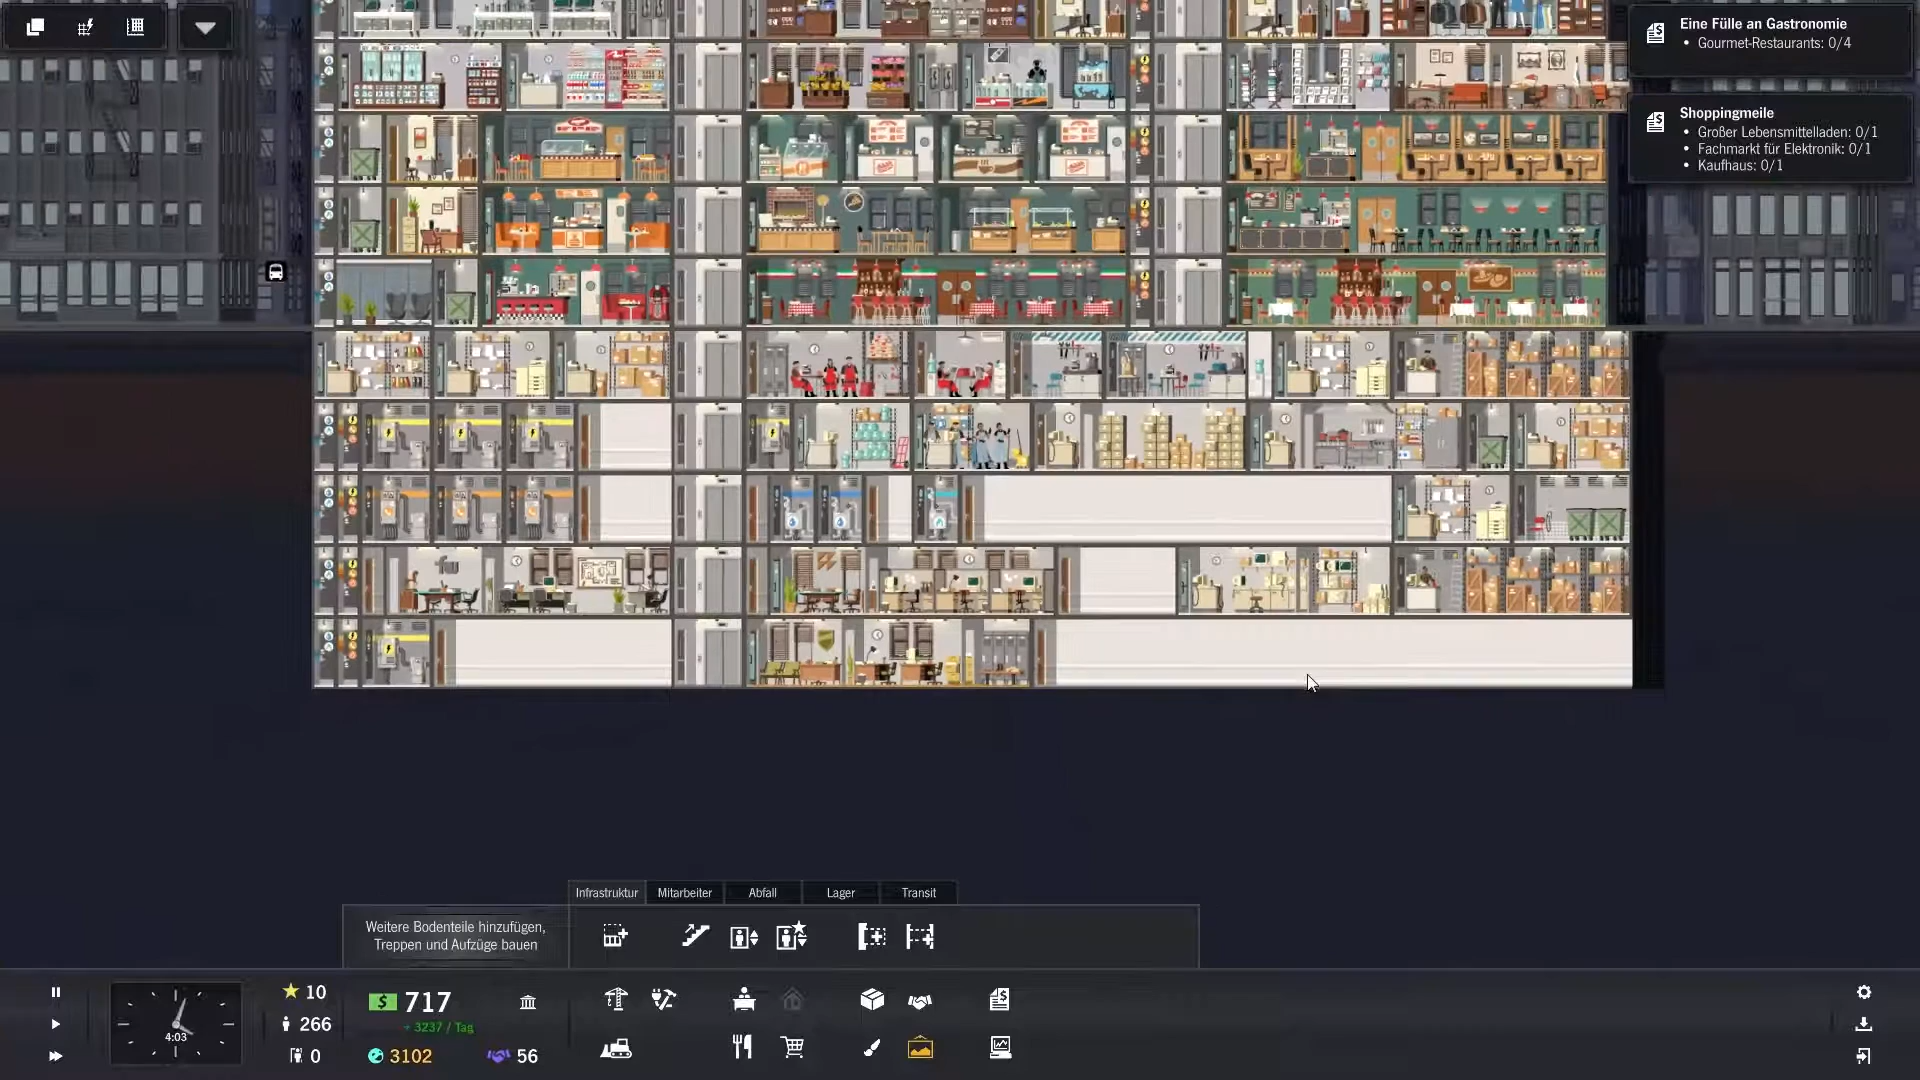 Eine Fülle an Gastronomie
• Gourmet-Restaurants: 0/4
Shoppingmeile
• Großer Lebensmittelladen: 0/1
• Fachmarkt für Elektronik: 0/1
• Kaufhaus: 0/1
Infrastruktur
Mitarbeiter
Abfall
Lager
Transit
Weitere Bodenteile hinzufügen,
Treppen und Aufzüge bauen
4:03
10
266
0
717
+ 3237 / Tag
3102
56